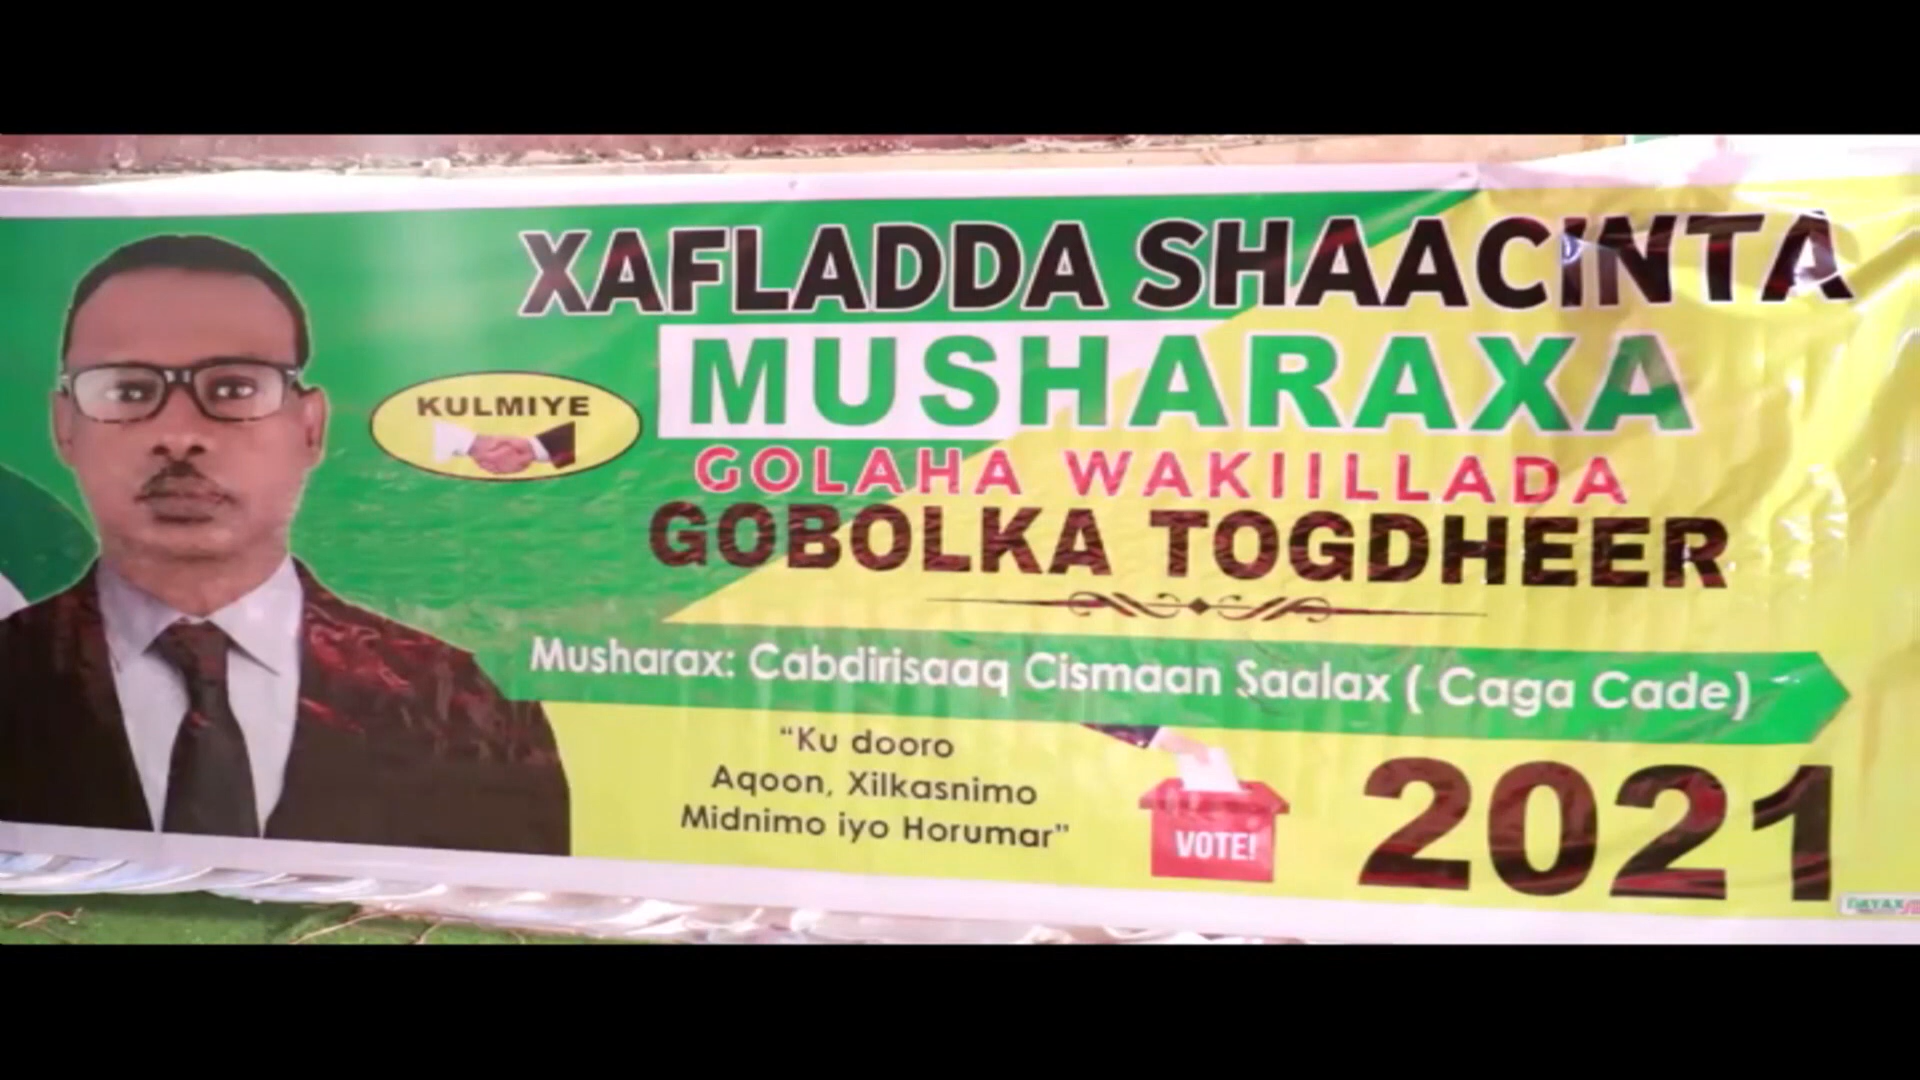 XAFLADDA SHAACINTA
MUSHARAXA
KULMIYE
GOLAHA WAKIILLADA
GOBOLKA TOGDHEER
Musharax: Cabdirisaaq Cismaan Saalax ( Caga Cade)
“Ku dooro
Aqoon, Xilkasnimo
Midnimo iyo Horumar”
VOTE!
2021